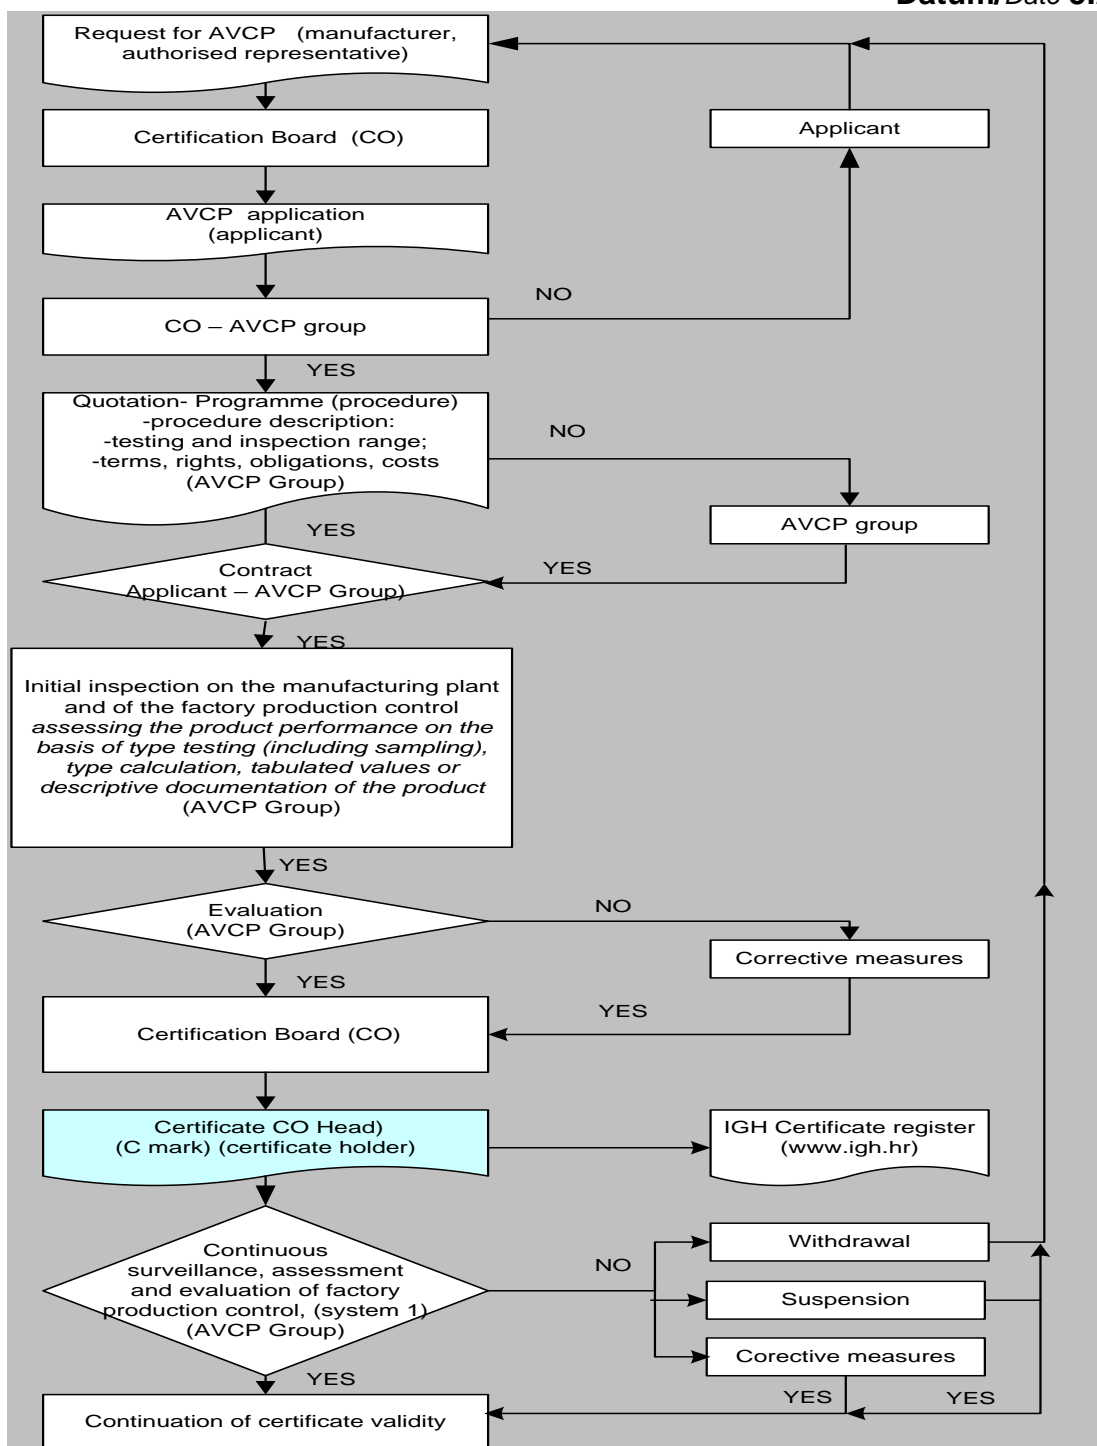 Datum/Date
Request for AVCP (manufacturer,
authorised representative)
Certification Board (CO)
Applicant
AVCP application
(applicant)
NO
CO – AVCP group
YES
Quotation- Programme (procedure)
-procedure description:
-testing and inspection range;
-terms, rights, obligations, costs
(AVCP Group)
NO
AVCP group
YES
YES
Contract
Applicant – AVCP Group)
YES
Initial inspection on the manufacturing plant
and of the factory production control
assessing the product performance on the
basis of type testing (including sampling),
type calculation, tabulated values or
descriptive documentation of the product
(AVCP Group)
YES
Evaluation
(AVCP Group)
NO
Corrective measures
YES
YES
Certification Board (CO)
Certificate CO Head)
(C mark) (certificate holder)
IGH Certificate register
(www.igh.hr)
Continuous
surveillance, assessment
and evaluation of factory
production control, (system 1)
(AVCP Group)
NO
Withdrawal
Suspension
Corective measures
YES
YES
YES
Continuation of certificate validity